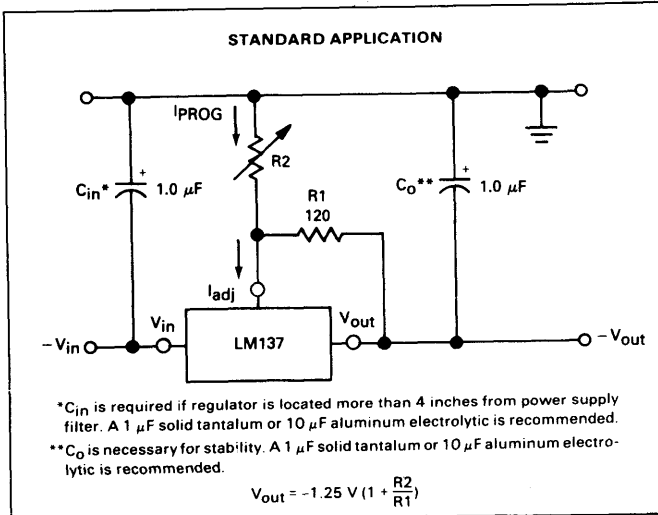 STANDARD APPLICATION
IPROG
R2
Cin*
+
1.0 μF
R1
120
Co**
+
1.0 μF
Iadj
-Vin
Vin
LM137
Vout
-Vout
*Cin is required if regulator is located more than 4 inches from power supply
filter. A 1 μF solid tantalum or 10 μF aluminum electrolytic is recommended.
**Co is necessary for stability. A 1 μF solid tantalum or 10 μF aluminum electro-
lytic is recommended.
Vout = -1.25 V (1 + R2/R1)